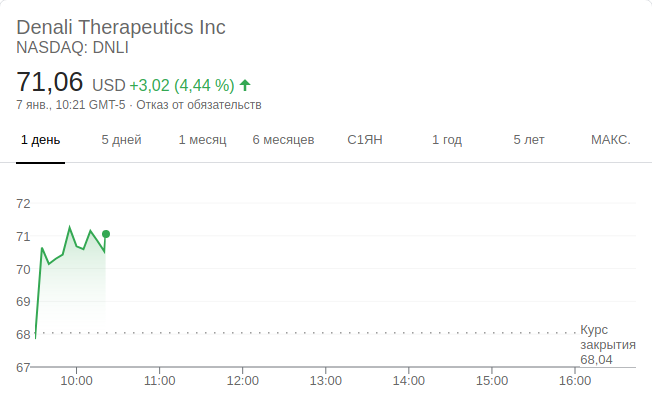 Denali Therapeutics Inc
NASDAQ: DNLI
71,06 USD +3,02 (4,44 %)
7 янв., 10:21 GMT-5 · Отказ от обязательств
1 день 5 дней 1 месяц 6 месяцев С1ЯН 1 год 5 лет МАКС.
72
71
70
69
68
Курс
закрытия
68,04
67
10:00 11:00 12:00 13:00 14:00 15:00 16:00